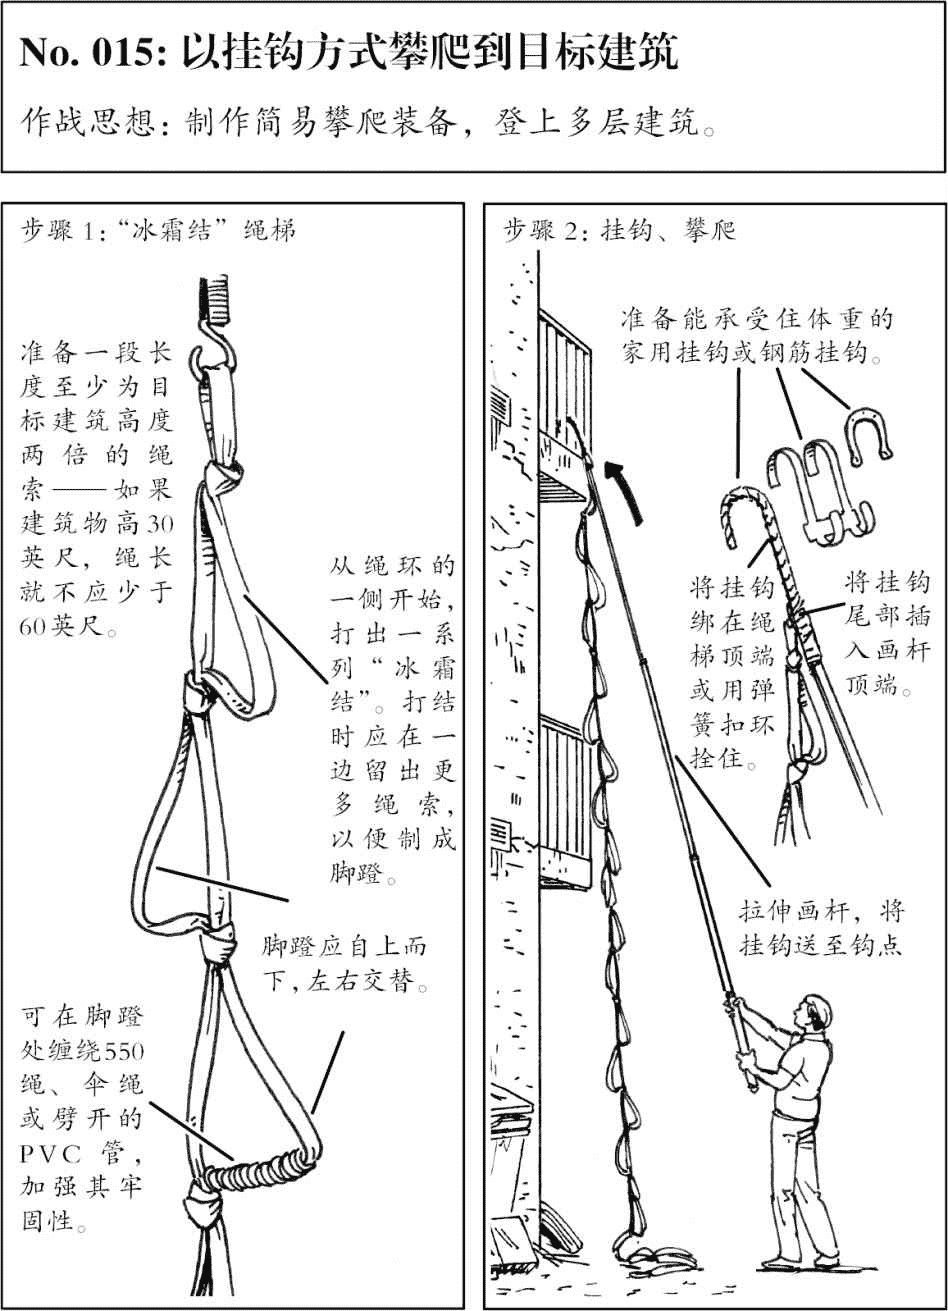 No. 015: 以挂钩方式攀爬到目标建筑
作战思想: 制作简易攀爬装备，登上多层建筑。
步骤 1: “冰霜结” 绳梯
准备一段长
度至少为目
标建筑高度
两倍的绳
索——如果
建筑物高30
英尺，绳长
就不应少于
60英尺。
从绳环的
一侧开始，
打出一系
列“冰霜
结”。打结
时应在一
边留出更
多绳索，
以便制成
脚蹬。
脚蹬应自上而
下，左右交替。
可在脚蹬
处缠绕550
绳、伞绳
或劈开的
PVC管，
加强其牢
固性。
步骤 2: 挂钩、攀爬
准备能承受住体重的
家用挂钩或钢筋挂钩。
将挂钩
绑在绳
梯顶端
或用弹
簧扣环
拴住。
将挂钩
尾部插
入画杆
顶端。
拉伸画杆，将
挂钩送至钩点